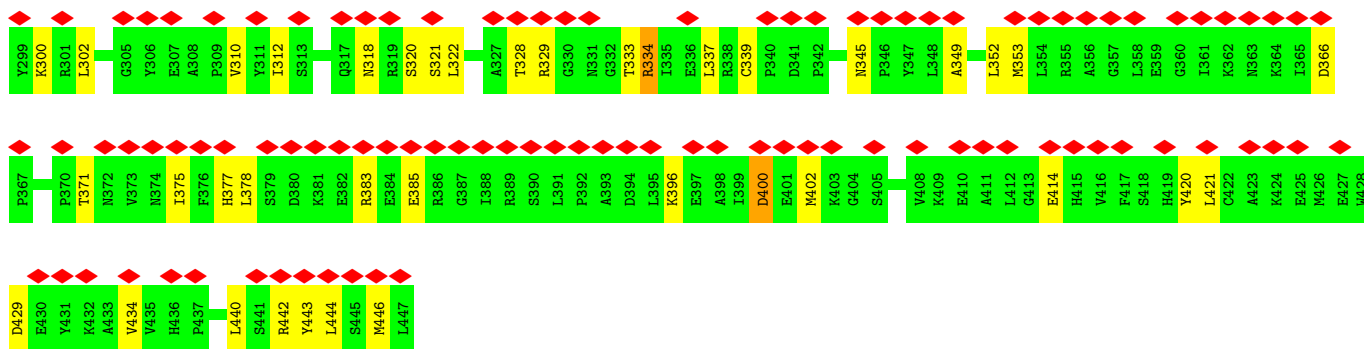 Y299 K300 R301 L302 G305 Y306 E307 A308 P309 V310 Y311 I312 S313 Q317 N318 R319 S320 S321 L322 A327 T328 R329 G330 N331 G332 T333 R334 I335 E336 L337 R338 C339 P340 D341 P342 N345 P346 Y347 L348 A349 L352 M353 L354 R355 A356 G357 L358 E359 G360 I361 K362 N363 K364 I365 D366
P367 P370 T371 N372 V373 N374 I375 F376 H377 L378 S379 D380 K381 E382 R383 E384 E385 R386 G387 I388 R389 S390 L391 P392 A393 D394 L395 K396 E397 A398 I399 D400 E401 M402 K403 G404 S405 V408 K409 E410 A411 L412 G413 E414 H415 V416 F417 S418 H419 Y420 L421 C422 A423 K424 E425 M426 E427 W428
D429 E430 Y431 K432 A433 V434 V435 H436 P437 L440 S441 R442 Y443 L444 S445 M446 L447